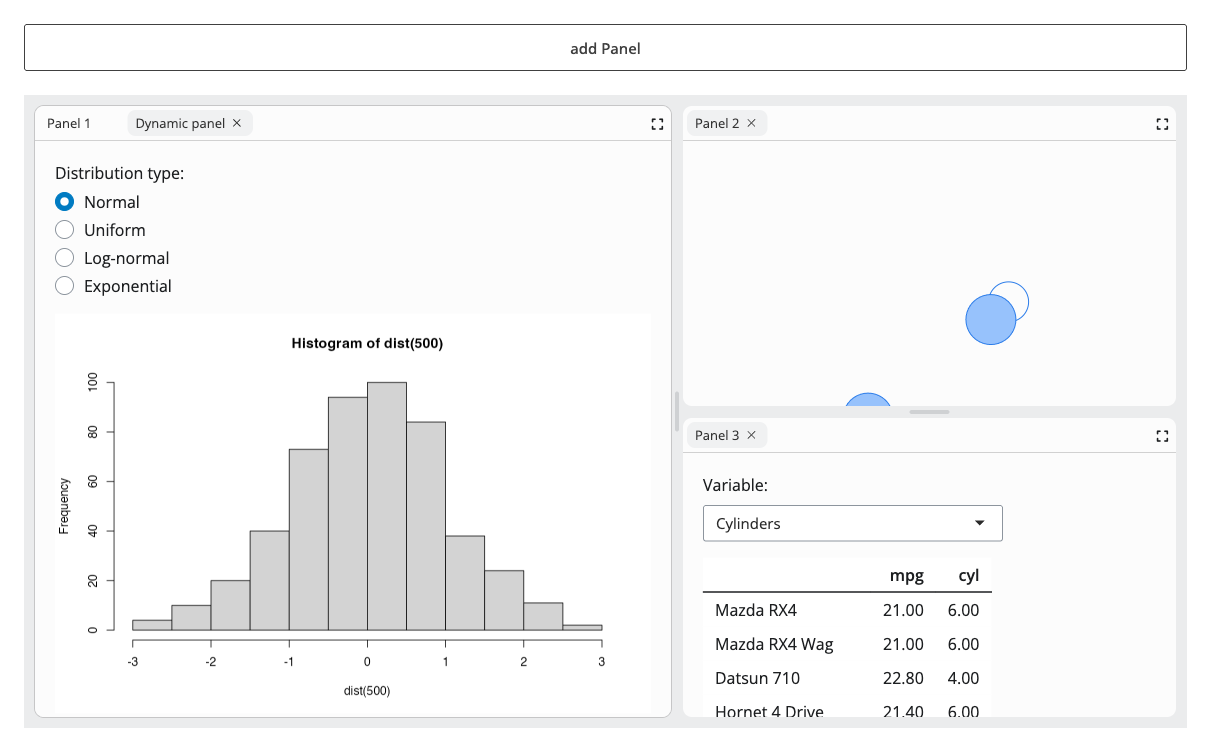 add Panel
Panel 1 Dynamic panel ×
Distribution type:
Normal
Uniform
Log-normal
Exponential
Histogram of dist(500)
Frequency
100
80
60
40
20
0
-3 -2 -1 0 1 2 3
dist(500)
Panel 2 ×
Panel 3 ×
Variable:
Cylinders
mpg cyl
Mazda RX4 21.00 6.00
Mazda RX4 Wag 21.00 6.00
Datsun 710 22.80 4.00
Hornet 4 Drive 21.40 6.00